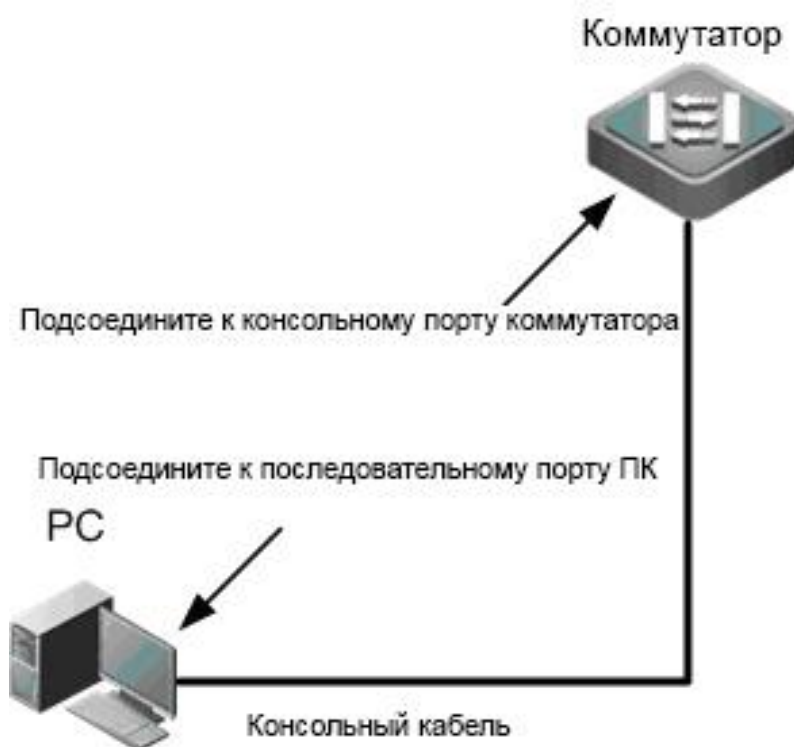 Коммутатор
Подсоедините к консольному порту коммутатора
Подсоедините к последовательному порту ПК
PC
Консольный кабель